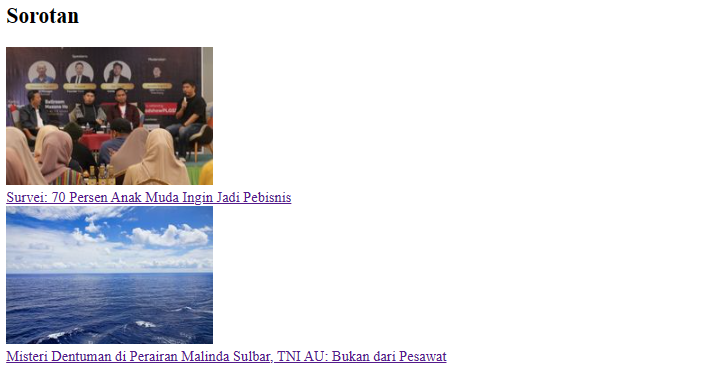 Sorotan
Survei: 70 Persen Anak Muda Ingin Jadi Pebisnis
Misteri Dentuman di Perairan Malinda Sulbar, TNI AU: Bukan dari Pesawat